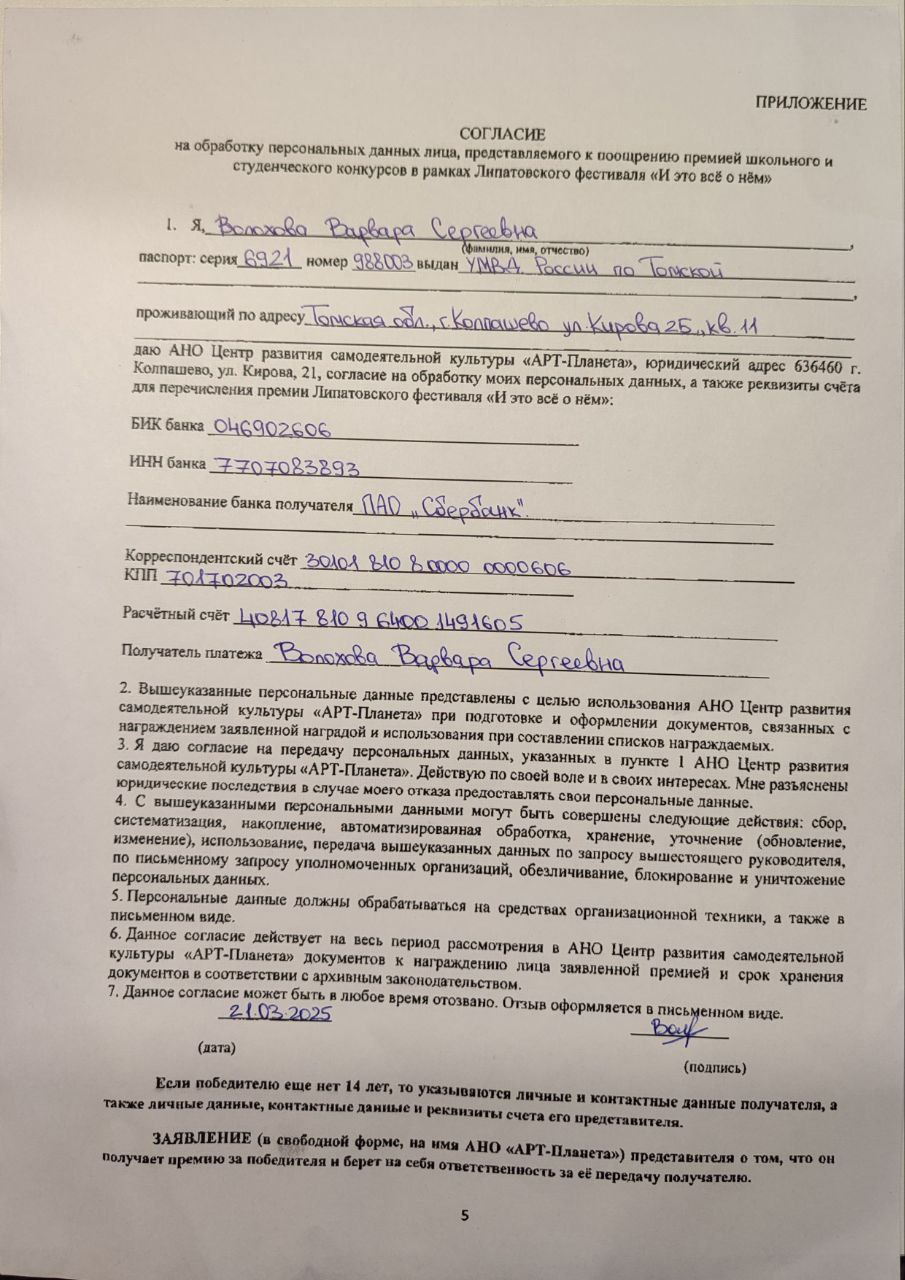 ПРИЛОЖЕНИЕ
СОГЛАСИЕ
на обработку персональных данных лица, представляемого к поощрению премией школьного и
студенческого конкурсов в рамках Липатовского фестиваля «И это всё о нём»
1. Я, Волохова Варвара Сергеевна,
(фамилия, имя, отчество)
паспорт: серия 6921 номер 988003 выдан УМВД России по Томской
,
проживающий по адресу Томская обл., г. Колпашево ул. Кирова 26, кв. 11
даю АНО Центр развития самодеятельной культуры «АРТ-Планета», юридический адрес 636460 г.
Колпашево, ул. Кирова, 21, согласие на обработку моих персональных данных, а также реквизиты счёта
для перечисления премии Липатовского фестиваля «И это всё о нём»:
БИК банка 046902606
ИНН банка 7707083893
Наименование банка получателя ПАО „Сбербанк".
Корреспондентский счёт 30101 810 8 0000 0000606
КПП 701702003
Расчётный счёт 40817 810 9 6400 1491605
Получатель платежа Волохова Варвара Сергеевна
2. Вышеуказанные персональные данные представлены с целью использования АНО Центр развития
самодеятельной культуры «АРТ-Планета» при подготовке и оформлении документов, связанных с
награждением заявленной наградой и использования при составлении списков награждаемых.
3. Я даю согласие на передачу персональных данных, указанных в пункте 1 АНО Центр развития
самодеятельной культуры «АРТ-Планета». Действую по своей воле и в своих интересах. Мне разъяснены
юридические последствия в случае моего отказа предоставлять свои персональные данные.
4. С вышеуказанными персональными данными могут быть совершены следующие действия: сбор,
систематизация, накопление, автоматизированная обработка, хранение, уточнение (обновление,
изменение), использование, передача вышеуказанных данных по запросу вышестоящего руководителя,
по письменному запросу уполномоченных организаций, обезличивание, блокирование и уничтожение
персональных данных.
5. Персональные данные должны обрабатываться на средствах организационной техники, а также в
письменном виде.
6. Данное согласие действует на весь период рассмотрения в АНО Центр развития самодеятельной
культуры «АРТ-Планета» документов к награждению лица заявленной премией и срок хранения
документов в соответствии с архивным законодательством.
7. Данное согласие может быть в любое время отозвано. Отзыв оформляется в письменном виде.
21.03.2025
(дата)
(подпись)
Если победителю еще нет 14 лет, то указываются личные и контактные данные получателя, а
также личные данные, контактные данные и реквизиты счета его представителя.
ЗАЯВЛЕНИЕ (в свободной форме, на имя АНО «АРТ-Планета») представителя о том, что он
получает премию за победителя и берет на себя ответственность за её передачу получателю.
5